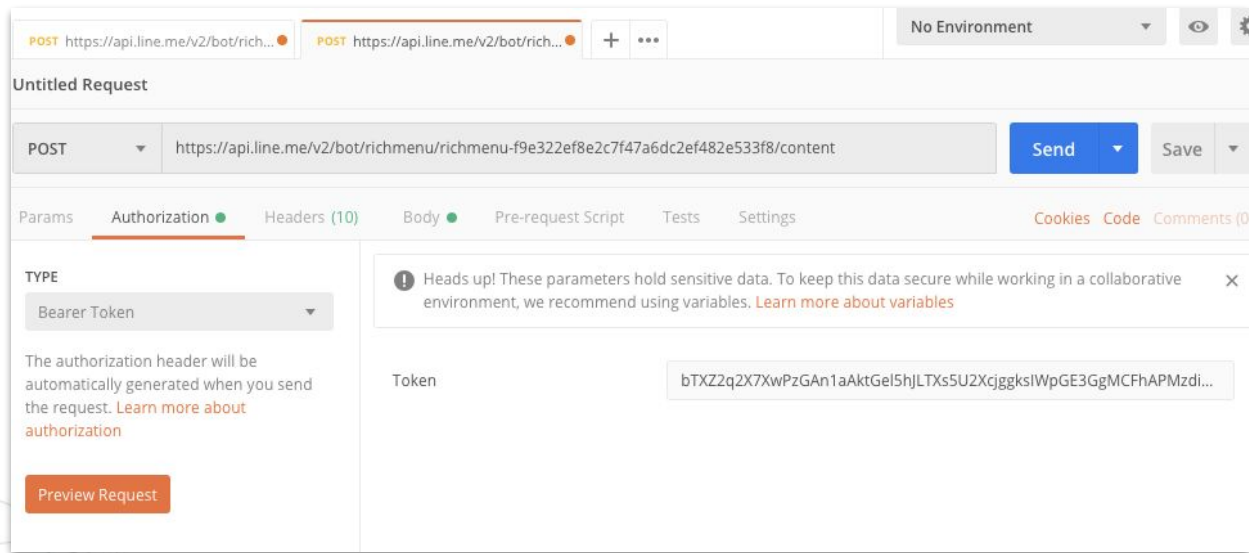 POST https://api.line.me/v2/bot/rich... POST https://api.line.me/v2/bot/rich... + ••• No Environment
Untitled Request
POST https://api.line.me/v2/bot/richmenu/richmenu-f9e322ef8e2c7f47a6dc2ef482e533f8/content Send Save
Params Authorization Headers (10) Body Pre-request Script Tests Settings Cookies Code Comments (0
TYPE
Bearer Token
The authorization header will be
automatically generated when you send
the request. Learn more about
authorization
Preview Request
Heads up! These parameters hold sensitive data. To keep this data secure while working in a collaborative
environment, we recommend using variables. Learn more about variables
Token bTXZ2q2X7XwPzGAn1aAktGel5hJLTXs5U2XcjggksIWpGE3GgMCFhAPMzdi...